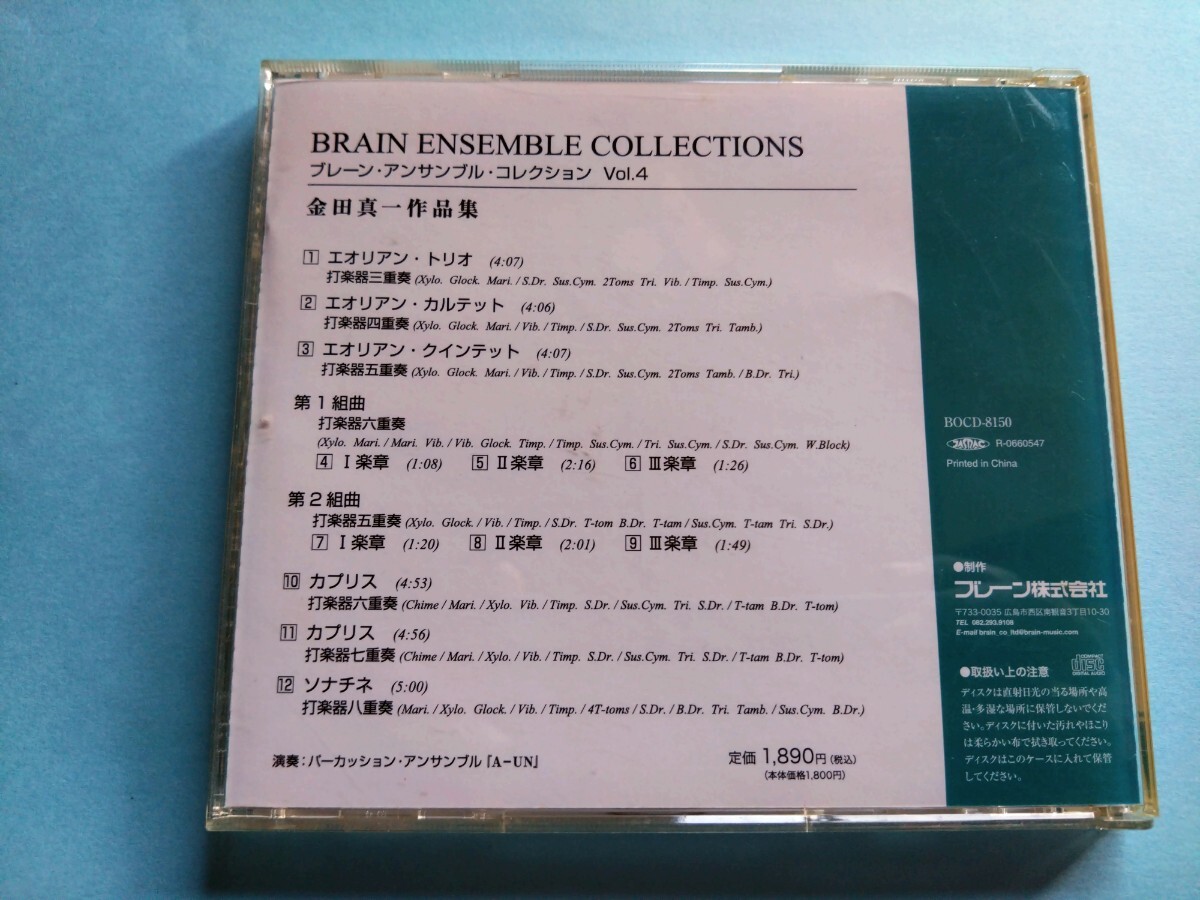 BRAIN ENSEMBLE COLLECTIONS
ブレーン・アンサンブル・コレクション Vol.4
金田真一作品集
1 エオリアン・トリオ (4:07)
打楽器三重奏 (Xylo. Glock. Mari. / S.Dr. Sus.Cym. 2Toms Tri. Vib. / Timp. Sus.Cym.)
2 エオリアン・カルテット (4:06)
打楽器四重奏 (Xylo. Glock. Mari. / Vib. / Timp. / S.Dr. Sus.Cym. 2Toms Tri. Tamb.)
3 エオリアン・クインテット (4:07)
打楽器五重奏 (Xylo. Glock. Mari. / Vib. / Timp. / S.Dr. Sus.Cym. 2Toms Tamb. / B.Dr. Tri.)
第1組曲
打楽器六重奏
(Xylo. Mari. / Mari. Vib. / Vib. Glock. Timp. / Timp. Sus.Cym. / Tri. Sus.Cym. / S.Dr. Sus.Cym. W.Block)
4 I楽章 (1:08) 5 II楽章 (2:16) 6 III楽章 (1:26)
第2組曲
打楽器五重奏 (Xylo. Glock. / Vib. / Timp. / S.Dr. T-tom B.Dr. T-tam / Sus.Cym. T-tam Tri. S.Dr.)
7 I楽章 (1:20) 8 II楽章 (2:01) 9 III楽章 (1:49)
10 カプリス (4:53)
打楽器六重奏 (Chime / Mari. / Xylo. Vib. / Timp. S.Dr. / Sus.Cym. Tri. S.Dr. / T-tam B.Dr. T-tom)
11 カプリス (4:56)
打楽器七重奏 (Chime / Mari. / Xylo. / Vib. / Timp. S.Dr. / Sus.Cym. Tri. S.Dr. / T-tam B.Dr. T-tom)
12 ソナチネ (5:00)
打楽器八重奏 (Mari. / Xylo. Glock. / Vib. / Timp. / 4T-toms / S.Dr. / B.Dr. Tri. Tamb. / Sus.Cym. B.Dr.)
演奏：パーカッション・アンサンブル『A-UN』
定価 1,890円 (税込)
(本体価格1,800円)
BOCD-8150
JASRAC R-0660547
Printed in China
●制作
ブレーン株式会社
〒733-0035 広島市西区南観音3丁目10-30
TEL 082.293.9108
E-mail brain_co_ltd@brain-music.com
●取扱い上の注意
COMPACT
disc
DIGITAL AUDIO
ディスクは直射日光の当る場所や高
温・多湿な場所に保管しないでくだ
さい。ディスクに付いた汚れやほこり
は柔らかい布で拭き取ってください。
ディスクはこのケースに入れて保管
してください。